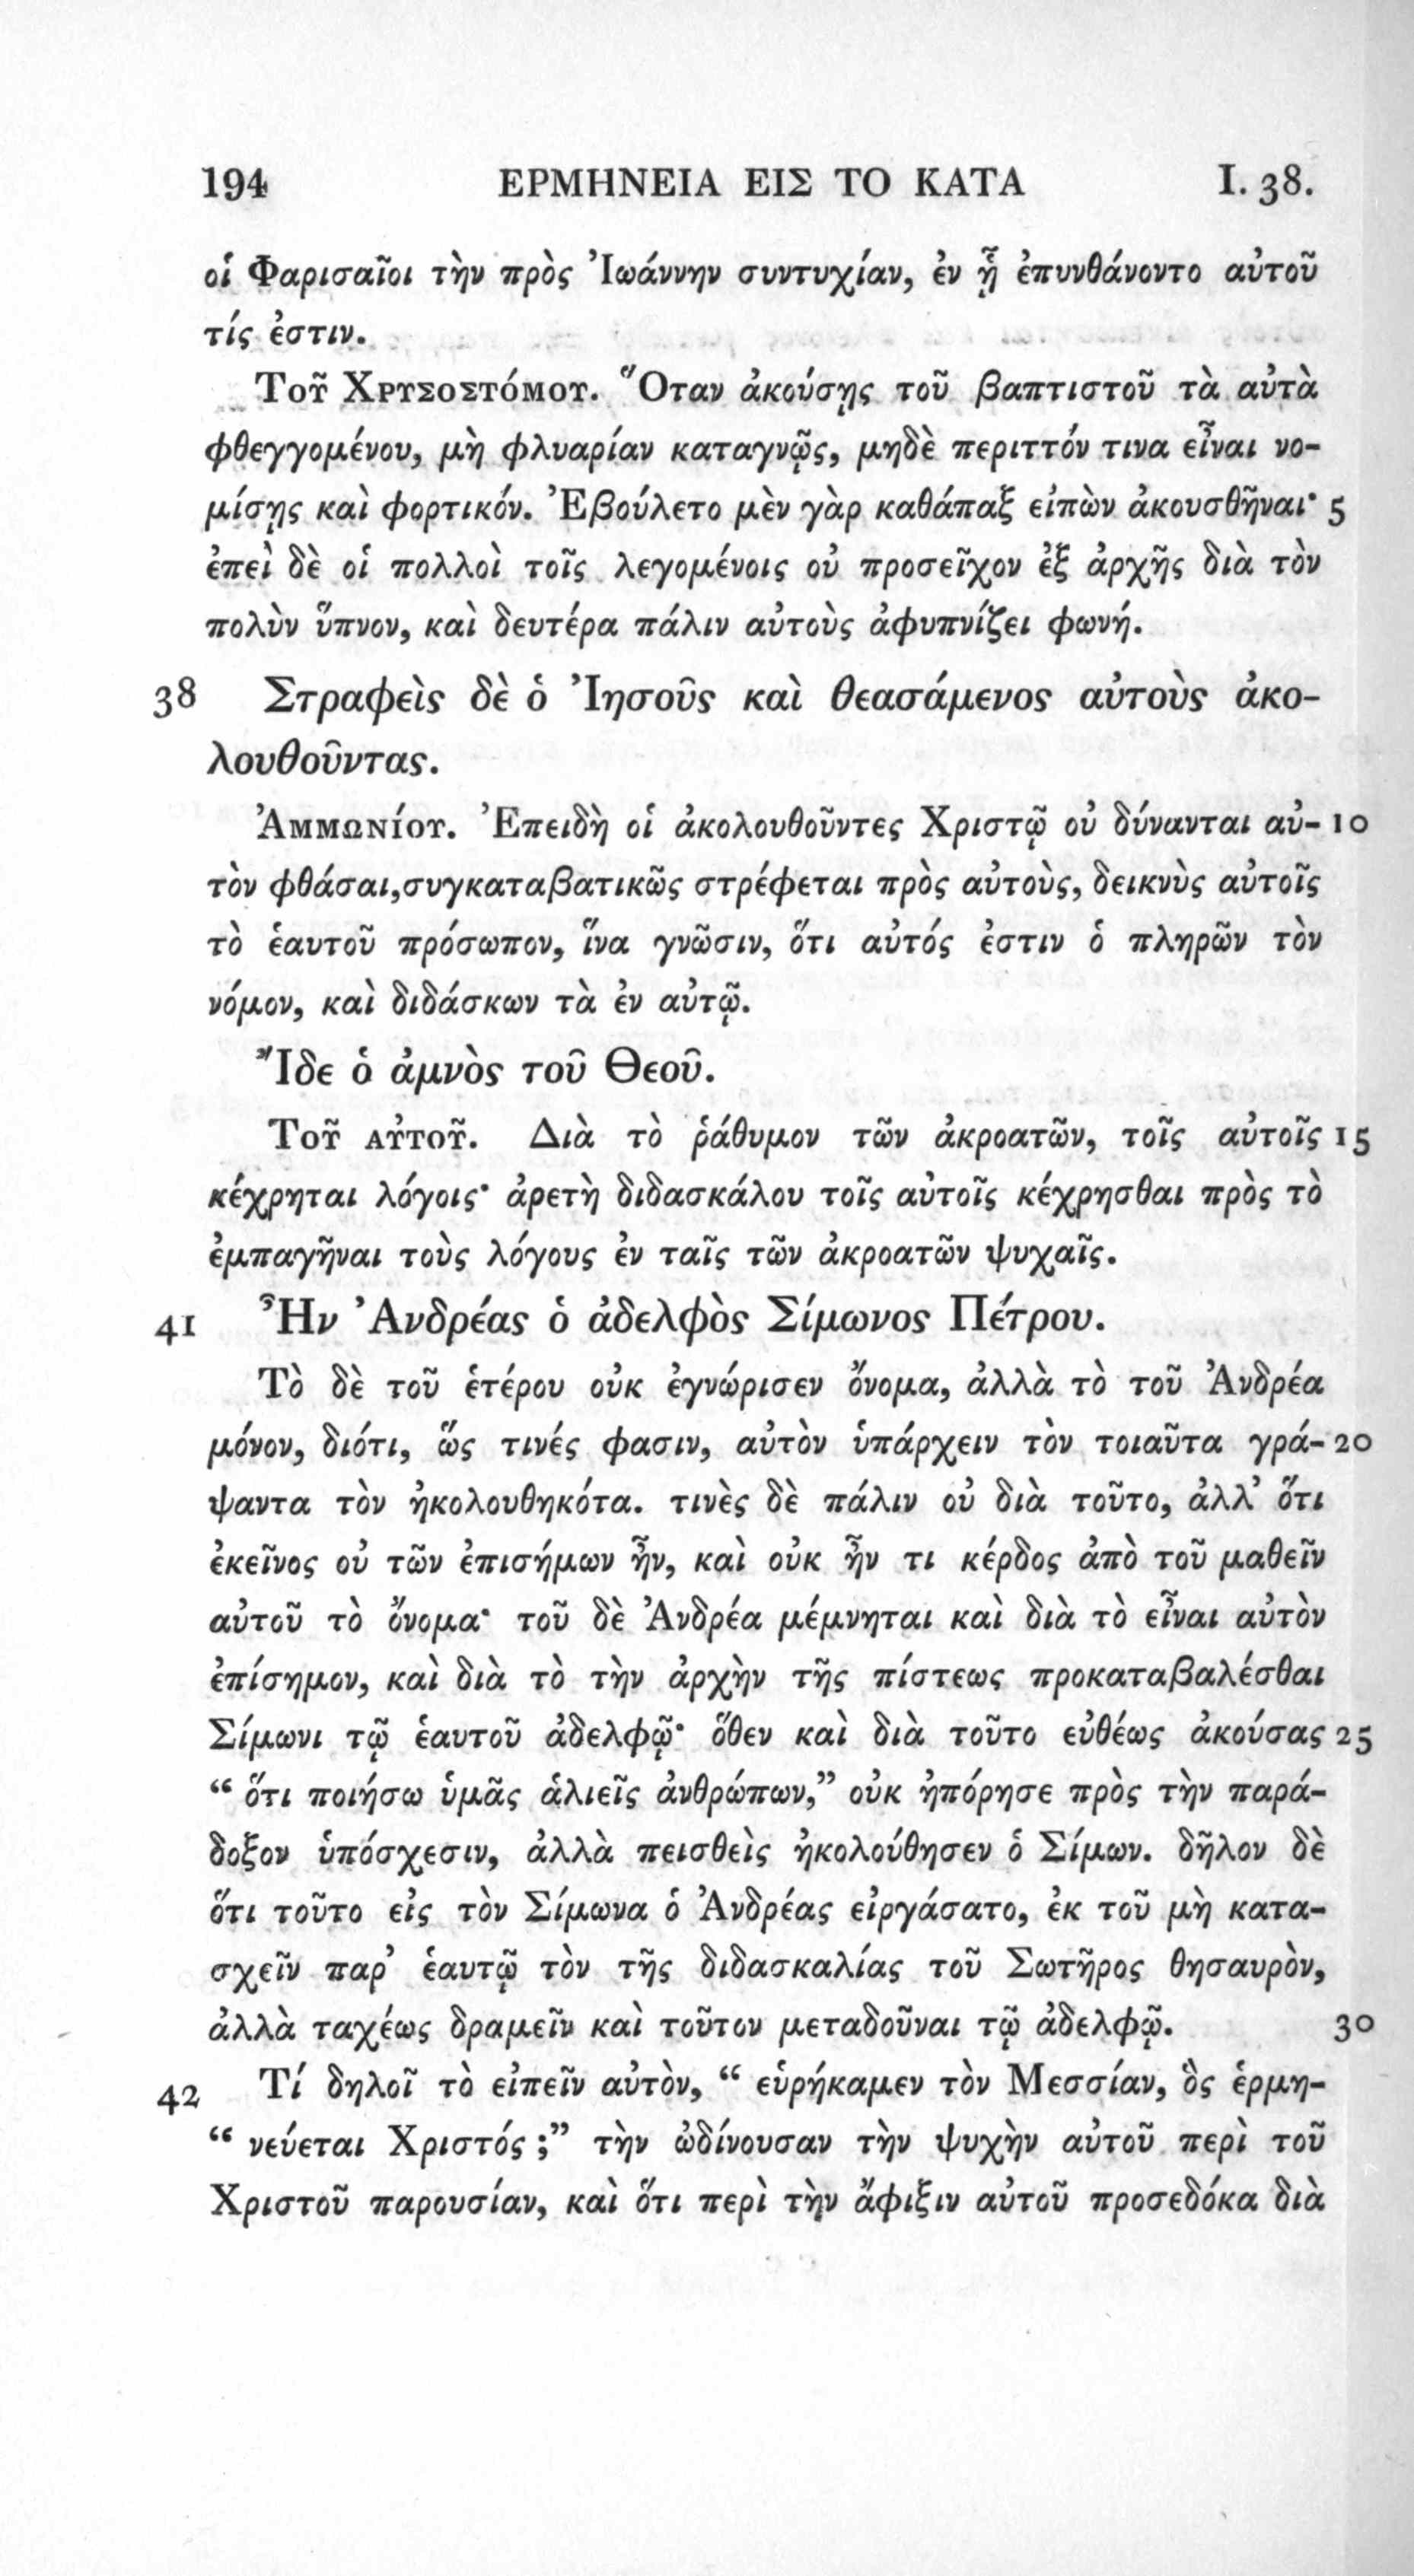 194 ΕΡΜΗΝΕΙΑ ΕΙΣ ΤΟ ΚΑΤΑ I. 38.
οἱ Φαρισαῖοι τὴν πρὸς Ἰωάννην συντυχίαν, ἐν ᾗ ἐπυνθάνοντο αὐτοῦ
τίς ἐστιν.
Τοῦ Χρυσοστόμου. Ὅταν ἀκούσῃς τοῦ βαπτιστοῦ τὰ αὐτὰ
φθεγγομένου, μὴ φλυαρίαν καταγνῷς, μηδὲ περιττόν τινα εἶναι νο-
μίσῃς καὶ φορτικόν. Ἐβούλετο μὲν γὰρ καθάπαξ εἰπὼν ἀκουσθῆναι· 5
ἐπεὶ δὲ οἱ πολλοὶ τοῖς λεγομένοις οὐ προσεῖχον ἐξ ἀρχῆς διὰ τὸν
πολὺν ὕπνον, καὶ δευτέρα πάλιν αὐτοὺς ἀφυπνίζει φωνή.
38 Στραφεὶς δὲ ὁ Ἰησοῦς καὶ θεασάμενος αὐτοὺς ἀκο-
λουθοῦντας.
Ἀμμωνίου. Ἐπειδὴ οἱ ἀκολουθοῦντες Χριστῷ οὐ δύνανται αὐ- 10
τὸν φθάσαι,συγκαταβατικῶς στρέφεται πρὸς αὐτοὺς, δεικνὺς αὐτοῖς
τὸ ἑαυτοῦ πρόσωπον, ἵνα γνῶσιν, ὅτι αὐτός ἐστιν ὁ πληρῶν τὸν
νόμον, καὶ διδάσκων τὰ ἐν αὐτῷ.
Ἴδε ὁ ἀμνὸς τοῦ Θεοῦ.
Τοῦ αὐτοῦ. Διὰ τὸ ῥάθυμον τῶν ἀκροατῶν, τοῖς αὐτοῖς 15
κέχρηται λόγοις· ἀρετὴ διδασκάλου τοῖς αὐτοῖς κέχρησθαι πρὸς τὸ
ἐμπαγῆναι τοὺς λόγους ἐν ταῖς τῶν ἀκροατῶν ψυχαῖς.
41 Ἦν Ἀνδρέας ὁ ἀδελφὸς Σίμωνος Πέτρου.
Τὸ δὲ τοῦ ἑτέρου οὐκ ἐγνώρισεν ὄνομα, ἀλλὰ τὸ τοῦ Ἀνδρέα
μόνον, διότι, ὥς τινές φασιν, αὐτὸν ὑπάρχειν τὸν τοιαῦτα γρά- 20
ψαντα τὸν ἠκολουθηκότα. τινὲς δὲ πάλιν οὐ διὰ τοῦτο, ἀλλ’ ὅτι
ἐκεῖνος οὐ τῶν ἐπισήμων ἦν, καὶ οὐκ ἦν τι κέρδος ἀπὸ τοῦ μαθεῖν
αὐτοῦ τὸ ὄνομα· τοῦ δὲ Ἀνδρέα μέμνηται καὶ διὰ τὸ εἶναι αὐτὸν
ἐπίσημον, καὶ διὰ τὸ τὴν ἀρχὴν τῆς πίστεως προκαταβαλέσθαι
Σίμωνι τῷ ἑαυτοῦ ἀδελφῷ· ὅθεν καὶ διὰ τοῦτο εὐθέως ἀκούσας 25
“ ὅτι ποιήσω ὑμᾶς ἁλιεῖς ἀνθρώπων,” οὐκ ἠπόρησε πρὸς τὴν παρά-
δοξον ὑπόσχεσιν, ἀλλὰ πεισθεὶς ἠκολούθησεν ὁ Σίμων. δῆλον δὲ
ὅτι τοῦτο εἰς τὸν Σίμωνα ὁ Ἀνδρέας εἰργάσατο, ἐκ τοῦ μὴ κατα-
σχεῖν παρ’ ἑαυτῷ τὸν τῆς διδασκαλίας τοῦ Σωτῆρος θησαυρὸν,
ἀλλὰ ταχέως δραμεῖν καὶ τοῦτον μεταδοῦναι τῷ ἀδελφῷ. 30
42 Τί δηλοῖ τὸ εἰπεῖν αὐτὸν, “ εὑρήκαμεν τὸν Μεσσίαν, ὃς ἑρμη-
“ νεύεται Χριστός ;” τὴν ὠδίνουσαν τὴν ψυχὴν αὐτοῦ περὶ τοῦ
Χριστοῦ παρουσίαν, καὶ ὅτι περὶ τὴν ἄφιξιν αὐτοῦ προσεδόκα διὰ